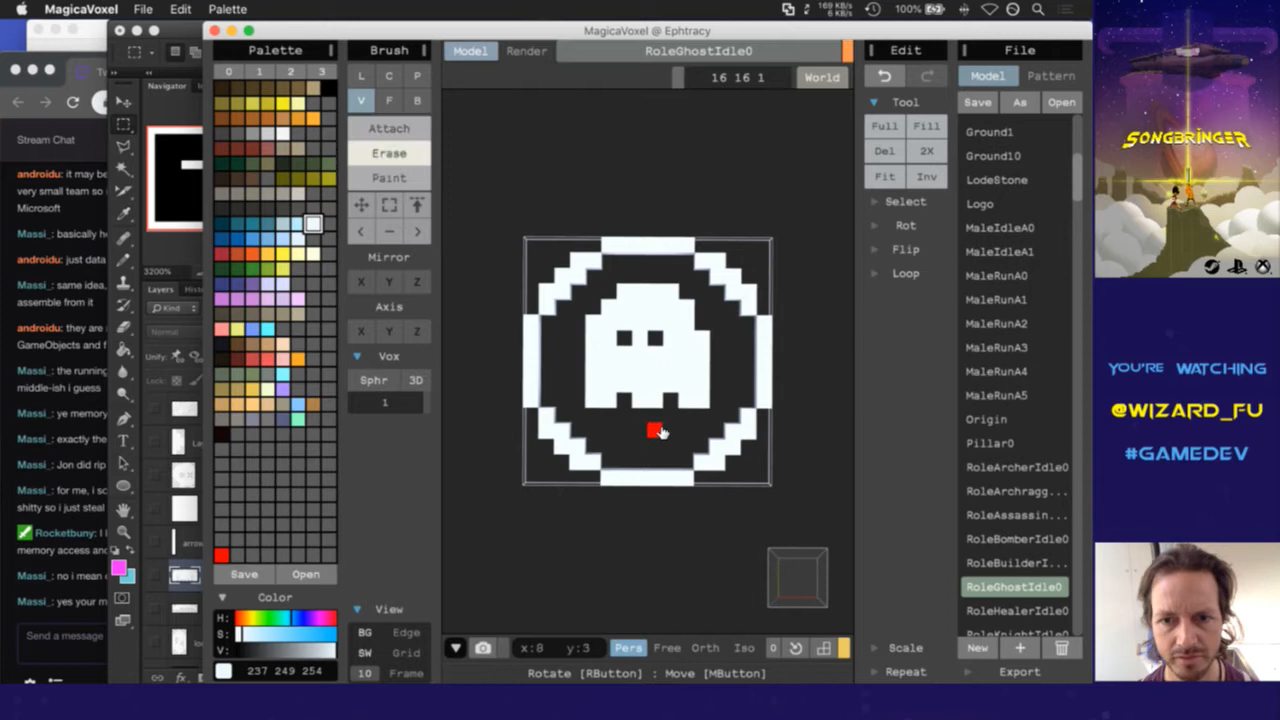 MagicaVoxel File Edit Palette 169 KB/s 6 KB/s 100%
MagicaVoxel @ Ephtracy
Palette Brush Model Render RoleGhostIdle0 Edit File
0 1 2 3
L C P
V F B
Attach
Erase
Paint
Mirror
X Y Z
Axis
X Y Z
Vox
Sphr 3D
1
View
BG Edge
SW Grid
10 Frame
Save Open
Color
H:
S:
V:
237 249 254
16 16 1 World
x:8 y:3 Pers Free Orth Iso 0
Rotate [RButton] : Move [MButton]
Tool
Full Fill
Del 2X
Fit Inv
Select
Rot
Flip
Loop
Scale
Repeat
Model Pattern
Save As Open
Ground1
Ground10
LodeStone
Logo
MaleIdleA0
MaleIdleA1
MaleRunA0
MaleRunA1
MaleRunA2
MaleRunA3
MaleRunA4
MaleRunA5
Origin
Pillar0
RoleArcherIdle0
RoleArchragg...
RoleAssassin...
RoleBomberIdle0
RoleBuilderI...
RoleGhostIdle0
RoleHealerIdle0
RoleKnightIdle0
New +
Export
Stream Chat
androidu: it may be
very small team so
Microsoft
Massi_: basically
androidu: just data
Massi_: same idea,
assemble from it
androidu: they are
GameObjects and
Massi_: the running
middle-ish i guess
Massi_: ye memory
Massi_: exactly the
Massi_: Jon did rip
Massi_: for me, i
shitty so i just steal
Rocketbuny: I
memory access and
Massi_: no i mean
Massi_: yes your
Send a message
Navigator
3200%
Layers
Kind
Normal
Unify:
Lock:
SONGBRINGER
YOU'RE WATCHING
@WIZARD_FU
#GAMEDEV